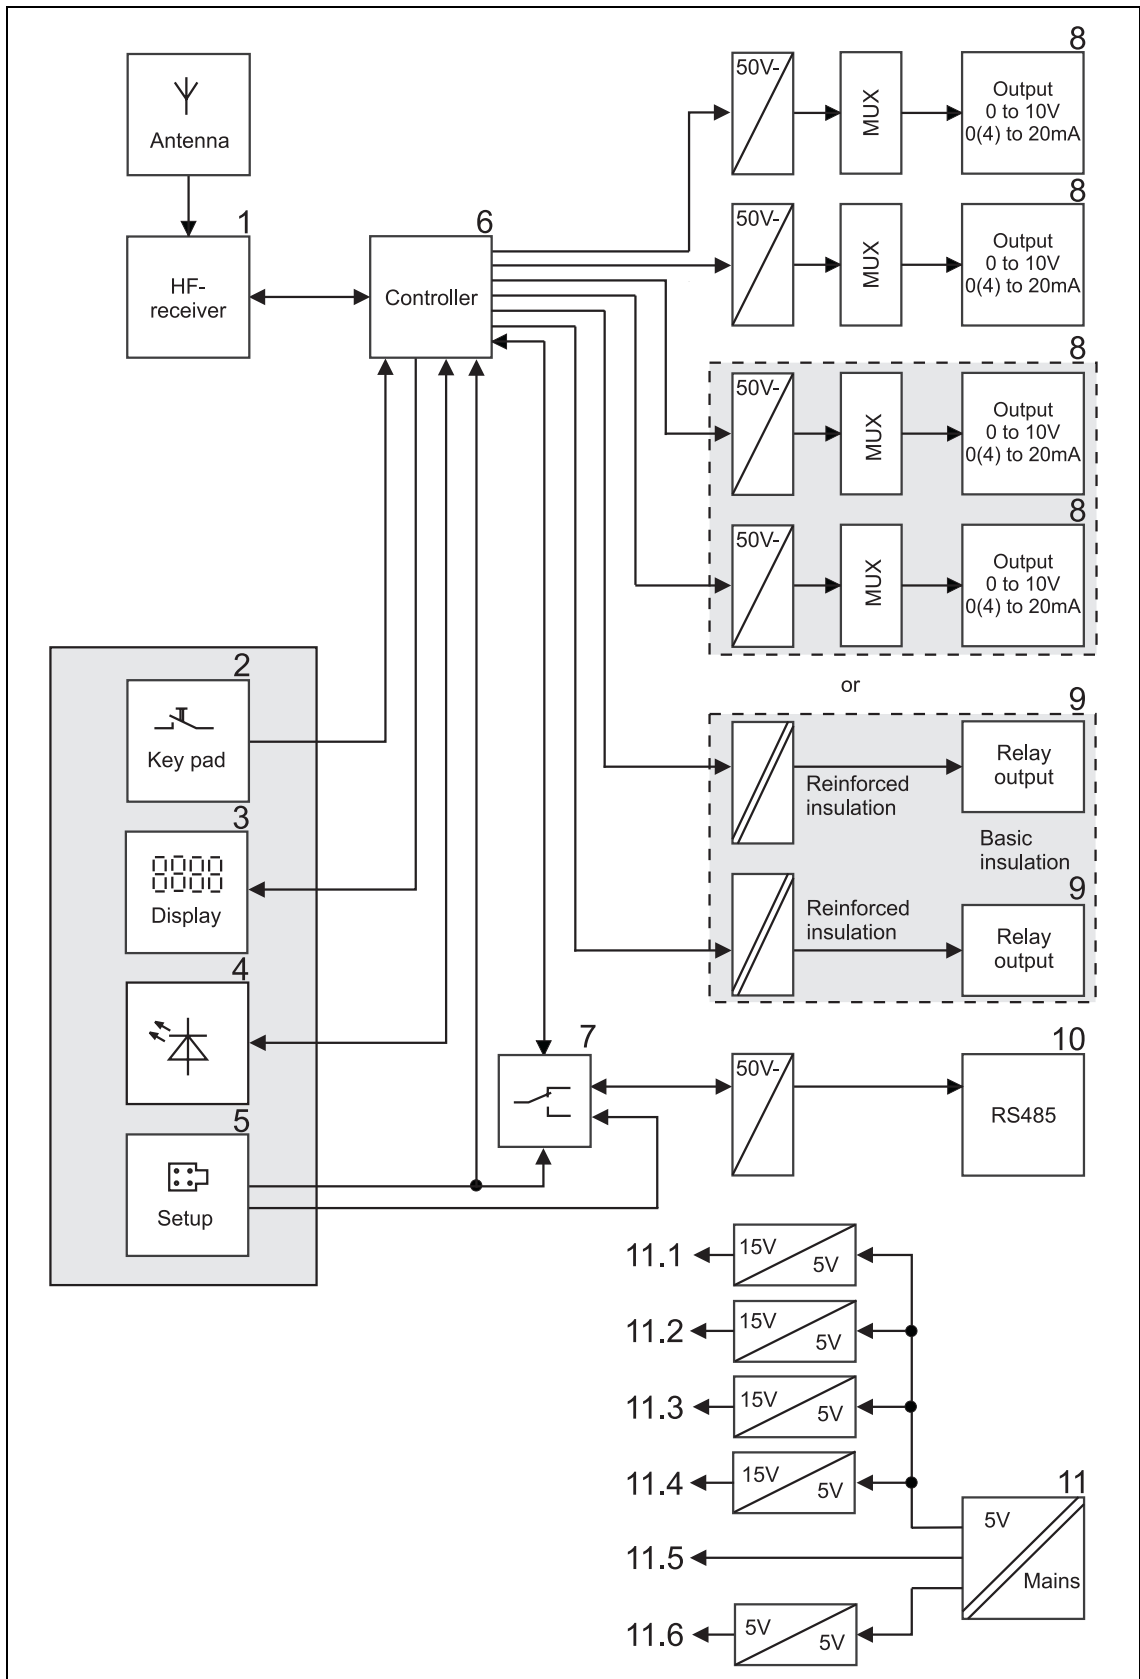 8
50V-
MUX
Output
0 to 10V
0(4) to 20mA
Antenna
1
6
8
HF-
receiver
Controller
50V-
MUX
Output
0 to 10V
0(4) to 20mA
8
50V-
MUX
Output
0 to 10V
0(4) to 20mA
8
50V-
MUX
Output
0 to 10V
0(4) to 20mA
or
2
Key pad
3
Display
4
5
Setup
9
Reinforced
insulation
Relay
output
Basic
insulation
9
Reinforced
insulation
Relay
output
7
10
50V-
RS485
11.1
15V
5V
11.2
15V
5V
11.3
15V
5V
11.4
15V
5V
11
5V
Mains
11.5
11.6
5V
5V